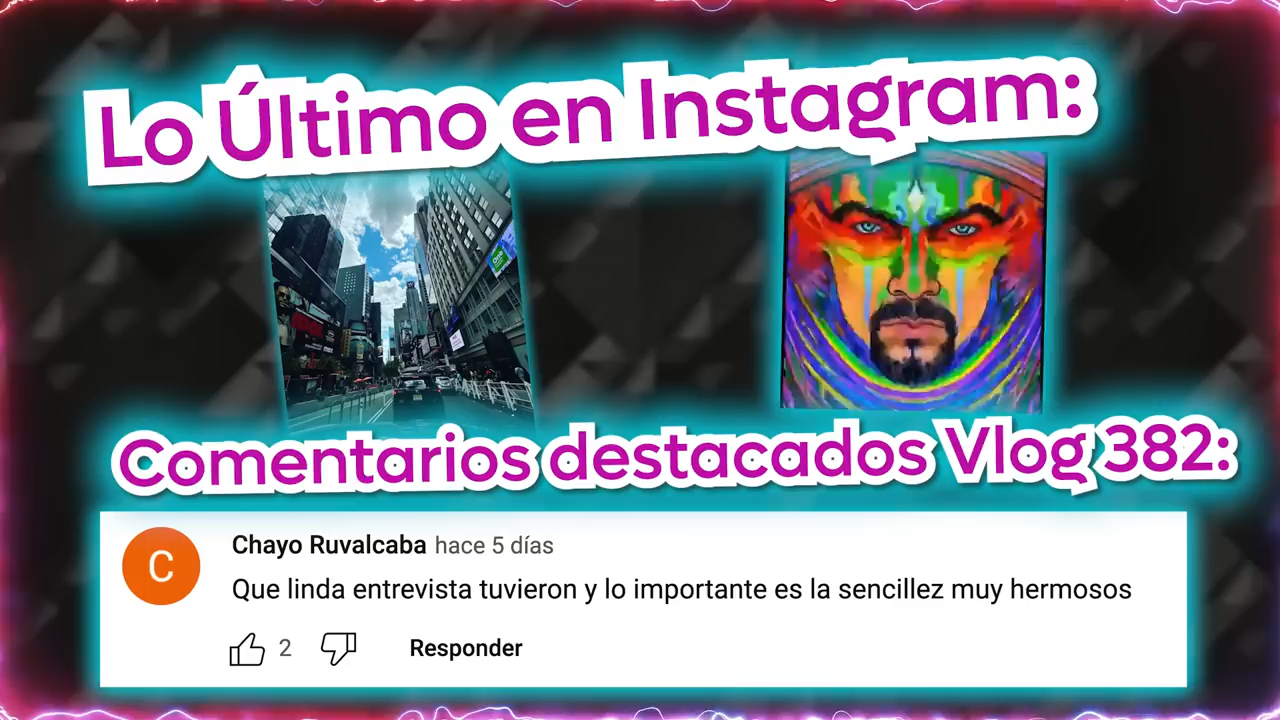 Lo Último en Instagram:
Comentarios destacados Vlog 382:
C
Chayo Ruvalcaba hace 5 días
Que linda entrevista tuvieron y lo importante es la sencillez muy hermosos
2
Responder